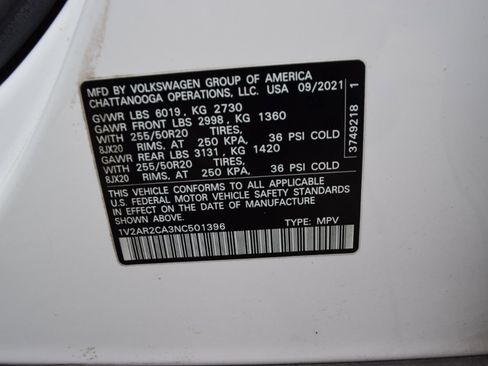 MFD BY VOLKSWAGEN GROUP OF AMERICA
CHATTANOOGA OPERATIONS, LLC. USA 09/2021
GVWR LBS 6019, KG 2730
GAWR FRONT LBS 2998, KG 1360
WITH 255/50R20 TIRES,
8JX20 RIMS, AT 250 KPA, 36 PSI COLD
GAWR REAR LBS 3131, KG 1420
WITH 255/50R20 TIRES,
8JX20 RIMS, AT 250 KPA, 36 PSI COLD
THIS VEHICLE CONFORMS TO ALL APPLICABLE
U.S. FEDERAL MOTOR VEHICLE SAFETY STANDARDS
IN EFFECT ON THE DATE OF MANUFACTURE
SHOWN ABOVE.
1V2AR2CA3NC501396 TYPE: MPV
3749218 1